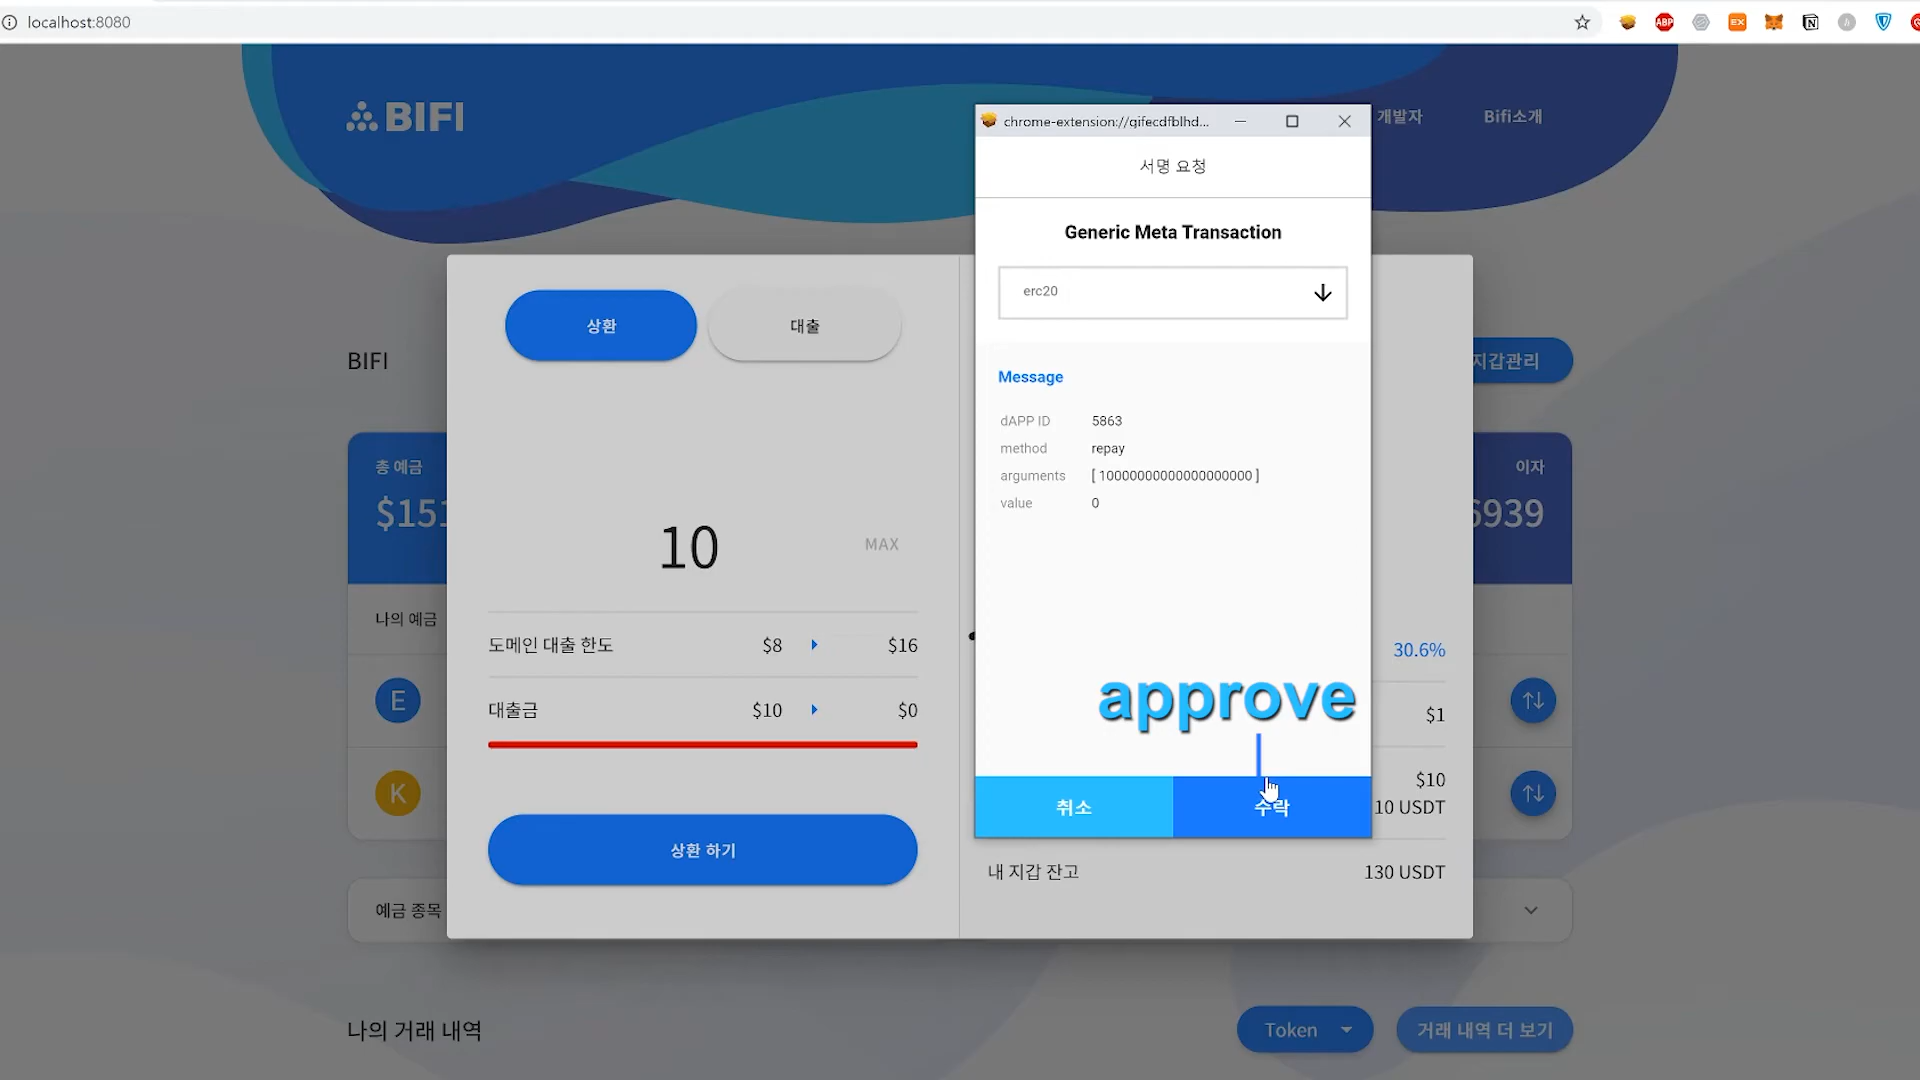 localhost:8080
ABP
EX
N
BIFI
개발자
Bifi소개
chrome-extension://gifecdfblhd...
서명 요청
Generic Meta Transaction
erc20
Message
dAPP ID 5863
method repay
arguments [ 10000000000000000000 ]
value 0
approve
취소
수락
상환
대출
10
MAX
도메인 대출 한도 $8 $16
대출금 $10 $0
상환 하기
BIFI
지갑관리
총 예금
이자
나의 예금
E
K
30.6%
$1
$10
10 USDT
내 지갑 잔고 130 USDT
예금 종목
나의 거래 내역
Token
거래 내역 더 보기